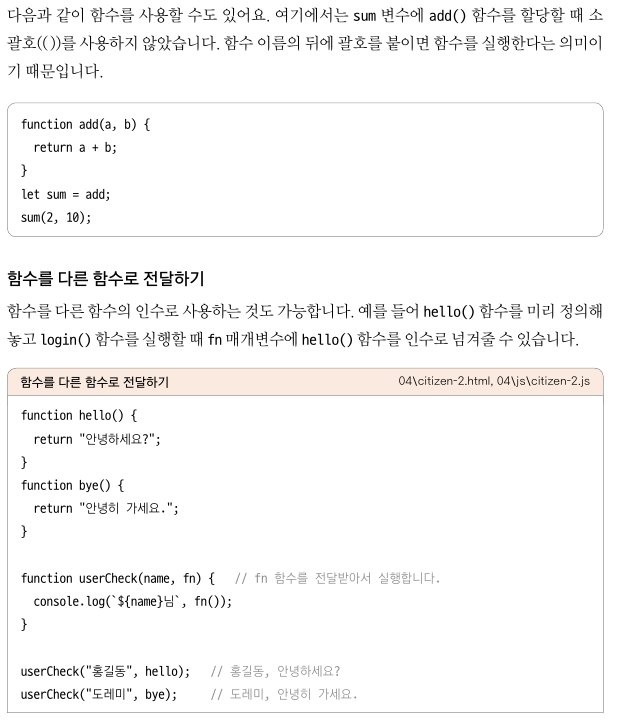 다음과 같이 함수를 사용할 수도 있어요. 여기에서는 sum 변수에 add() 함수를 할당할 때 소
괄호(())를 사용하지 않았습니다. 함수 이름의 뒤에 괄호를 붙이면 함수를 실행한다는 의미이
기 때문입니다.
function add(a, b) {
  return a + b;
}
let sum = add;
sum(2, 10);
함수를 다른 함수로 전달하기
함수를 다른 함수의 인수로 사용하는 것도 가능합니다. 예를 들어 hello() 함수를 미리 정의해
놓고 login() 함수를 실행할 때 fn 매개변수에 hello() 함수를 인수로 넘겨줄 수 있습니다.
함수를 다른 함수로 전달하기 04\citizen-2.html, 04\js\citizen-2.js
function hello() {
  return "안녕하세요?";
}
function bye() {
  return "안녕히 가세요.";
}
function userCheck(name, fn) {   // fn 함수를 전달받아서 실행합니다.
  console.log(`${name}님`, fn());
}
userCheck("홍길동", hello);   // 홍길동, 안녕하세요?
userCheck("도레미", bye);     // 도레미, 안녕히 가세요.